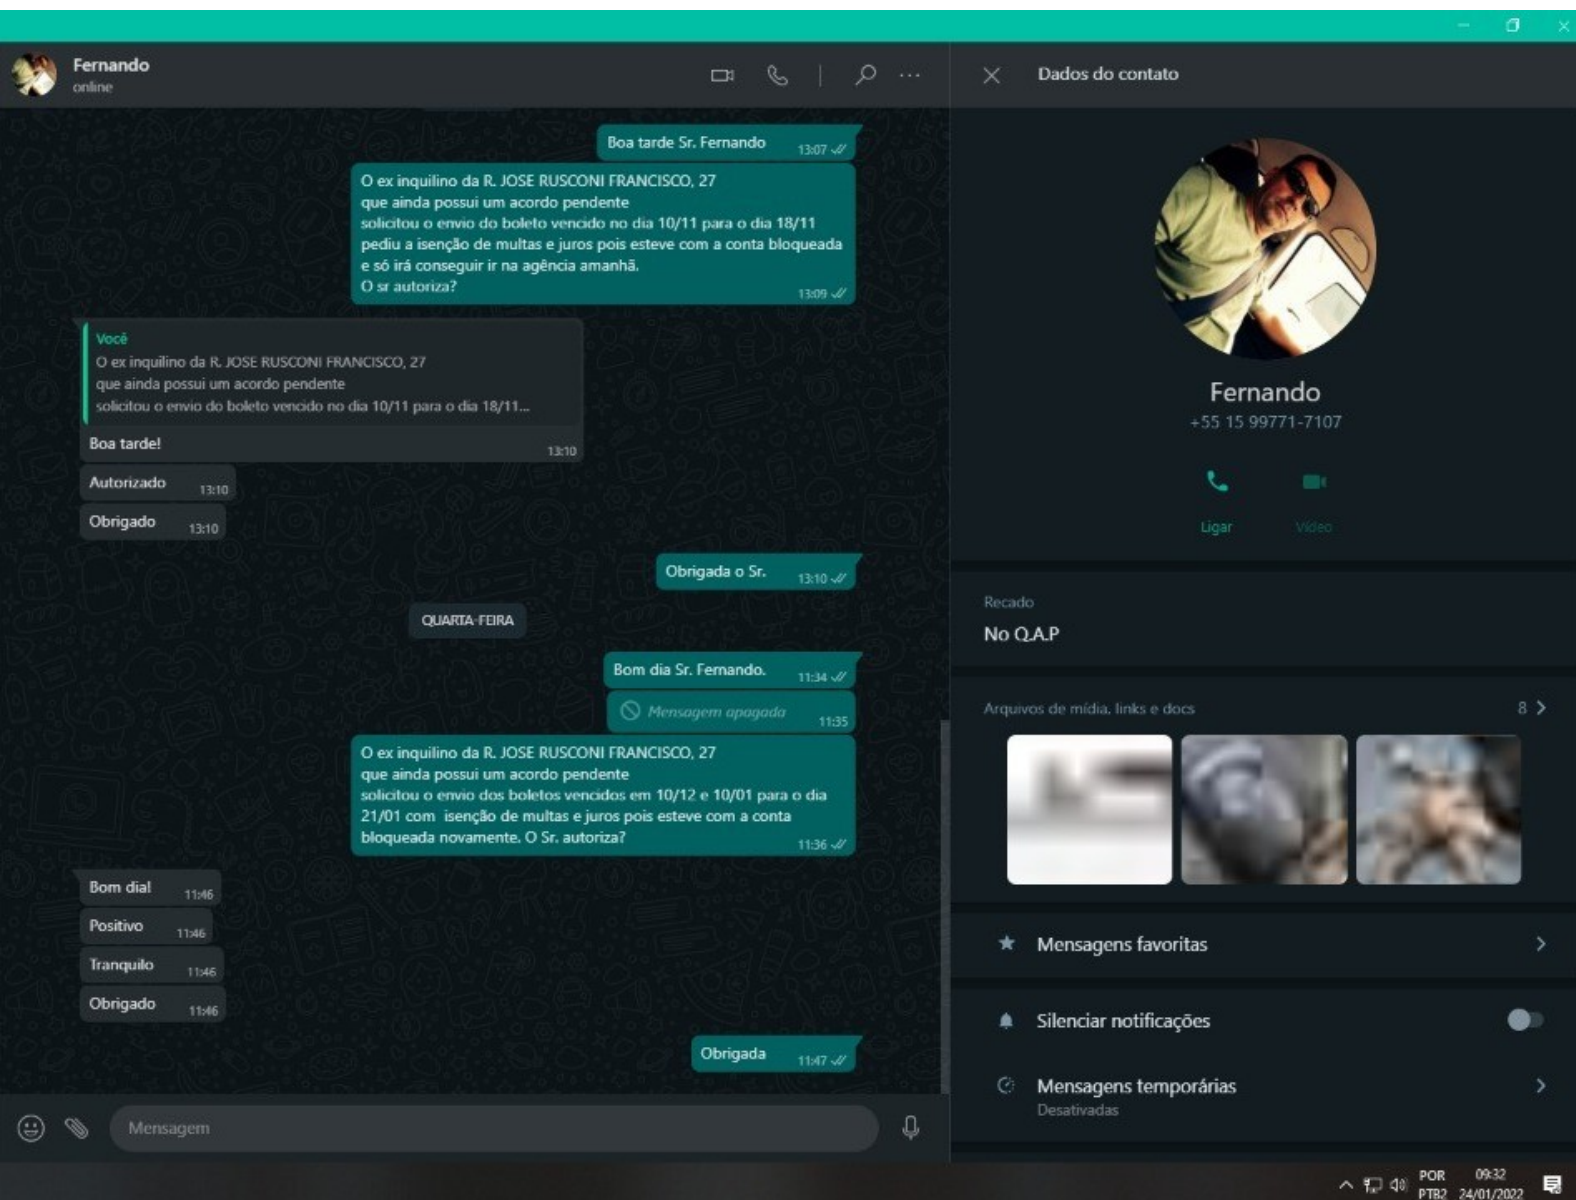 Fernando
online
Dados do contato
Boa tarde Sr. Fernando
13:07
O ex inquilino da R. JOSE RUSCONI FRANCISCO, 27
que ainda possui um acordo pendente
solicitou o envio do boleto vencido no dia 10/11 para o dia 18/11
pediu a isenção de multas e juros pois esteve com a conta bloqueada
e só irá conseguir ir na agência amanhã.
O sr autoriza?
13:09
Você
O ex inquilino da R. JOSE RUSCONI FRANCISCO, 27
que ainda possui um acordo pendente
solicitou o envio do boleto vencido no dia 10/11 para o dia 18/11...
Boa tarde!
13:10
Autorizado
13:10
Obrigado
13:10
Obrigada o Sr.
13:10
QUARTA-FEIRA
Bom dia Sr. Fernando.
11:34
Mensagem apagada
11:35
O ex inquilino da R. JOSE RUSCONI FRANCISCO, 27
que ainda possui um acordo pendente
solicitou o envio dos boletos vencidos em 10/12 e 10/01 para o dia
21/01 com isenção de multas e juros pois esteve com a conta
bloqueada novamente. O Sr. autoriza?
11:36
Bom dia!
11:46
Positivo
11:46
Tranquilo
11:46
Obrigado
11:46
Obrigada
11:47
Mensagem
Fernando
+55 15 99771-7107
Ligar
Vídeo
Recado
No Q.A.P
Arquivos de mídia, links e docs
8
Mensagens favoritas
Silenciar notificações
Mensagens temporárias
Desativadas
POR
PTB2
09:32
24/01/2022